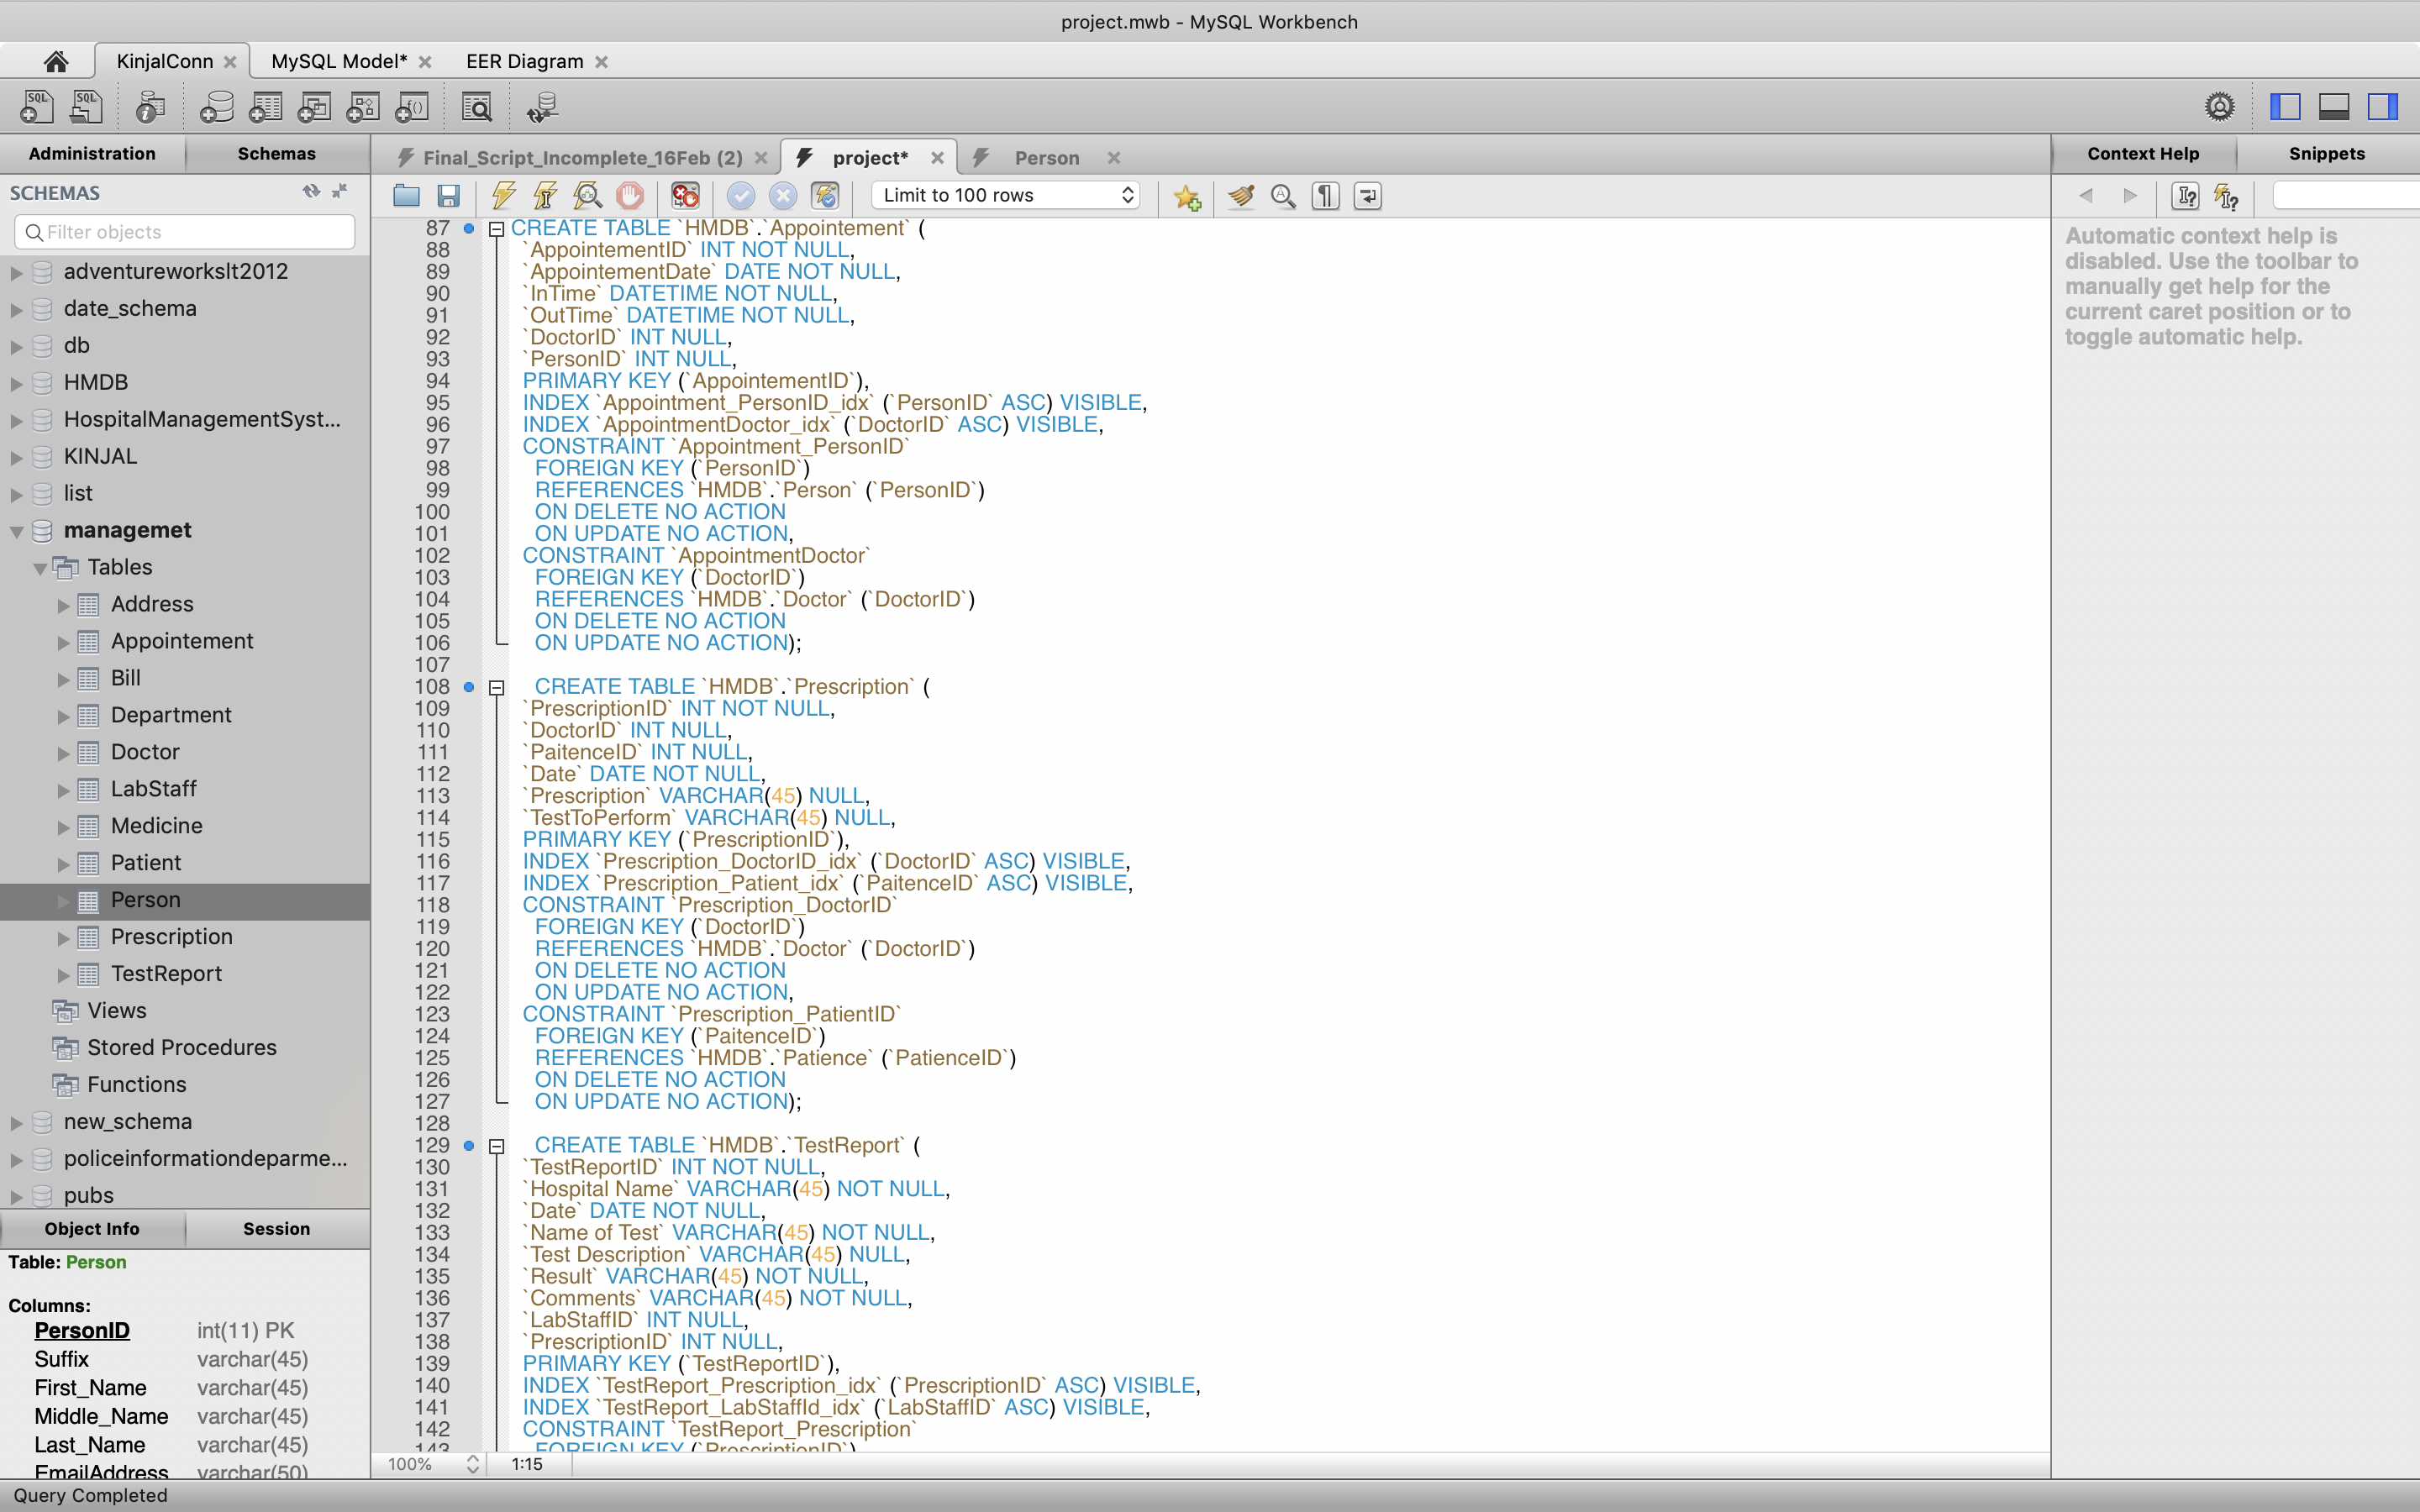 project.mwb - MySQL Workbench
KinjalConn
MySQL Model*
EER Diagram
SQL
SQL
Administration
Schemas
Final_Script_Incomplete_16Feb (2)
project*
Person
Context Help
Snippets
SCHEMAS
Limit to 100 rows
Filter objects
adventureworkslt2012
date_schema
db
HMDB
HospitalManagementSyst...
KINJAL
list
managemet
Tables
Address
Appointement
Bill
Department
Doctor
LabStaff
Medicine
Patient
Person
Prescription
TestReport
Views
Stored Procedures
Functions
new_schema
policeinformationdeparme...
pubs
Object Info
Session
Table: Person
Columns:
PersonID int(11) PK
Suffix varchar(45)
First_Name varchar(45)
Middle_Name varchar(45)
Last_Name varchar(45)
EmailAddress varchar(50)
87 CREATE TABLE `HMDB`.`Appointement` (
88 `AppointementID` INT NOT NULL,
89 `AppointementDate` DATE NOT NULL,
90 `InTime` DATETIME NOT NULL,
91 `OutTime` DATETIME NOT NULL,
92 `DoctorID` INT NULL,
93 `PersonID` INT NULL,
94 PRIMARY KEY (`AppointementID`),
95 INDEX `Appointment_PersonID_idx` (`PersonID` ASC) VISIBLE,
96 INDEX `AppointmentDoctor_idx` (`DoctorID` ASC) VISIBLE,
97 CONSTRAINT `Appointment_PersonID`
98 FOREIGN KEY (`PersonID`)
99 REFERENCES `HMDB`.`Person` (`PersonID`)
100 ON DELETE NO ACTION
101 ON UPDATE NO ACTION,
102 CONSTRAINT `AppointmentDoctor`
103 FOREIGN KEY (`DoctorID`)
104 REFERENCES `HMDB`.`Doctor` (`DoctorID`)
105 ON DELETE NO ACTION
106 ON UPDATE NO ACTION);
107
108 CREATE TABLE `HMDB`.`Prescription` (
109 `PrescriptionID` INT NOT NULL,
110 `DoctorID` INT NULL,
111 `PaitenceID` INT NULL,
112 `Date` DATE NOT NULL,
113 `Prescription` VARCHAR(45) NULL,
114 `TestToPerform` VARCHAR(45) NULL,
115 PRIMARY KEY (`PrescriptionID`),
116 INDEX `Prescription_DoctorID_idx` (`DoctorID` ASC) VISIBLE,
117 INDEX `Prescription_Patient_idx` (`PaitenceID` ASC) VISIBLE,
118 CONSTRAINT `Prescription_DoctorID`
119 FOREIGN KEY (`DoctorID`)
120 REFERENCES `HMDB`.`Doctor` (`DoctorID`)
121 ON DELETE NO ACTION
122 ON UPDATE NO ACTION,
123 CONSTRAINT `Prescription_PatientID`
124 FOREIGN KEY (`PaitenceID`)
125 REFERENCES `HMDB`.`Patience` (`PatienceID`)
126 ON DELETE NO ACTION
127 ON UPDATE NO ACTION);
128
129 CREATE TABLE `HMDB`.`TestReport` (
130 `TestReportID` INT NOT NULL,
131 `Hospital Name` VARCHAR(45) NOT NULL,
132 `Date` DATE NOT NULL,
133 `Name of Test` VARCHAR(45) NOT NULL,
134 `Test Description` VARCHAR(45) NULL,
135 `Result` VARCHAR(45) NOT NULL,
136 `Comments` VARCHAR(45) NOT NULL,
137 `LabStaffID` INT NULL,
138 `PrescriptionID` INT NULL,
139 PRIMARY KEY (`TestReportID`),
140 INDEX `TestReport_Prescription_idx` (`PrescriptionID` ASC) VISIBLE,
141 INDEX `TestReport_LabStaffId_idx` (`LabStaffID` ASC) VISIBLE,
142 CONSTRAINT `TestReport_Prescription`
143 FOREIGN KEY (`PrescriptionID`)
100%
1:15
Automatic context help is
disabled. Use the toolbar to
manually get help for the
current caret position or to
toggle automatic help.
Query Completed